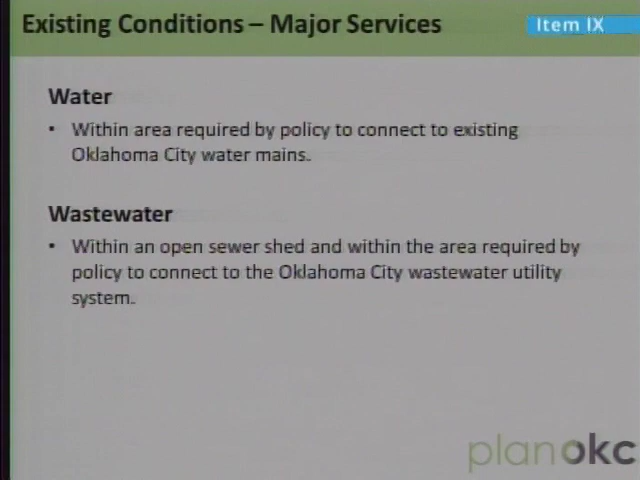 Existing Conditions – Major Services
Item IX
Water
• Within area required by policy to connect to existing
Oklahoma City water mains.
Wastewater
• Within an open sewer shed and within the area required by
policy to connect to the Oklahoma City wastewater utility
system.
planokc